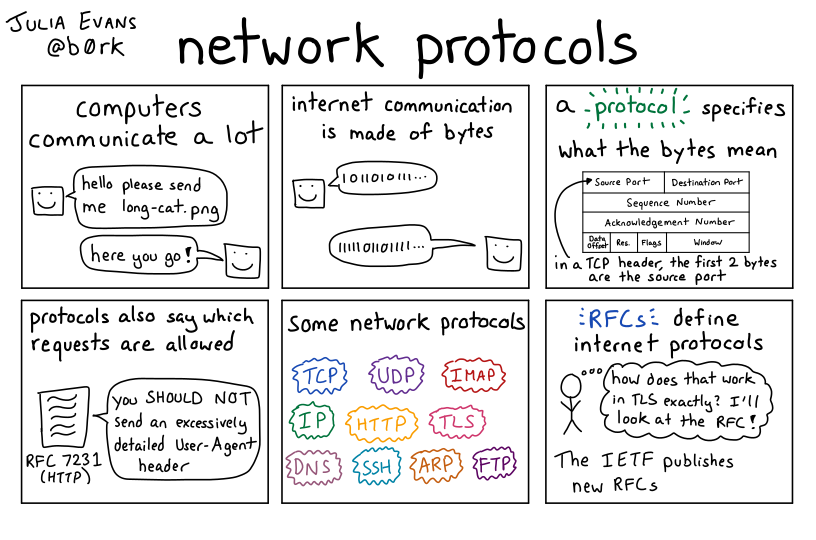 JULIA EVANS
@b0rk
network protocols
computers
communicate a lot
hello please send
me long-cat.png
here you go!
internet communication
is made of bytes
1011010111...
1111101101111...
a protocol specifies
what the bytes mean
Source Port Destination Port
Sequence Number
Acknowledgement Number
Data Offset Res. Flags Window
in a TCP header, the first 2 bytes
are the source port
protocols also say which
requests are allowed
you SHOULD NOT
send an excessively
detailed User-Agent
header
RFC 7231
(HTTP)
Some network protocols
TCP UDP IMAP
IP HTTP TLS
DNS SSH ARP FTP
RFCs define
internet protocols
how does that work
in TLS exactly? I'll
look at the RFC!
The IETF publishes
new RFCs